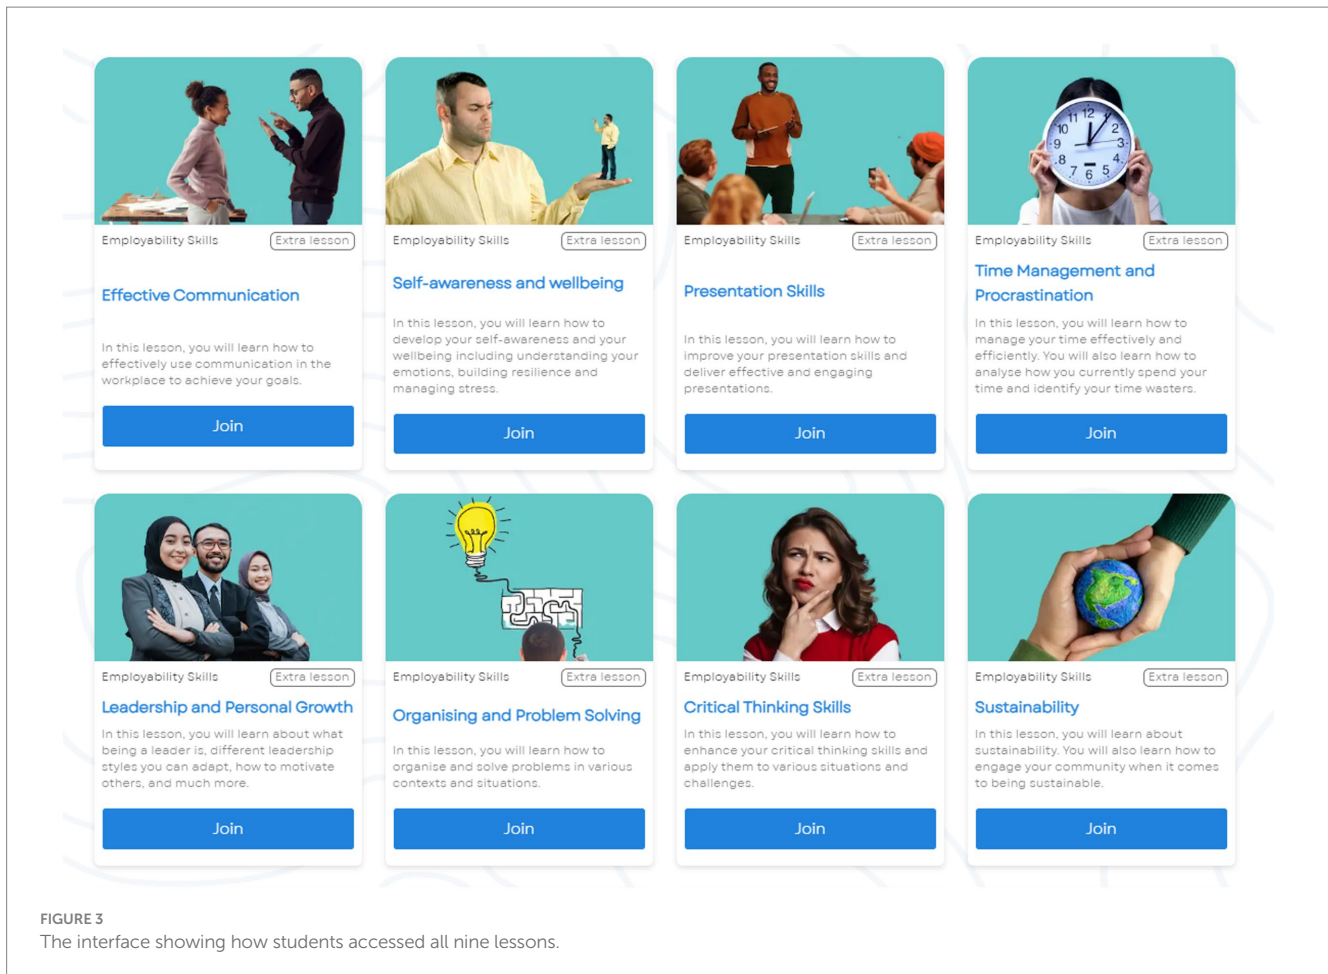 Employability Skills
Extra lesson
Effective Communication
In this lesson, you will learn how to
effectively use communication in the
workplace to achieve your goals.
Join
Employability Skills
Extra lesson
Self-awareness and wellbeing
In this lesson, you will learn how to
develop your self-awareness and your
wellbeing including understanding your
emotions, building resilience and
managing stress.
Join
Employability Skills
Extra lesson
Presentation Skills
In this lesson, you will learn how to
improve your presentation skills and
deliver effective and engaging
presentations.
Join
12
1
2
3
4
5
6
7
8
9
10
11
Employability Skills
Extra lesson
Time Management and
Procrastination
In this lesson, you will learn how to
manage your time effectively and
efficiently. You will also learn how to
analyse how you currently spend your
time and identify your time wasters.
Join
Employability Skills
Extra lesson
Leadership and Personal Growth
In this lesson, you will learn about what
being a leader is, different leadership
styles you can adapt, how to motivate
others, and much more.
Join
Employability Skills
Extra lesson
Organising and Problem Solving
In this lesson, you will learn how to
organise and solve problems in various
contexts and situations.
Join
Employability Skills
Extra lesson
Critical Thinking Skills
In this lesson, you will learn how to
enhance your critical thinking skills and
apply them to various situations and
challenges.
Join
Employability Skills
Extra lesson
Sustainability
In this lesson, you will learn about
sustainability. You will also learn how to
engage your community when it comes
to being sustainable.
Join
FIGURE 3
The interface showing how students accessed all nine lessons.